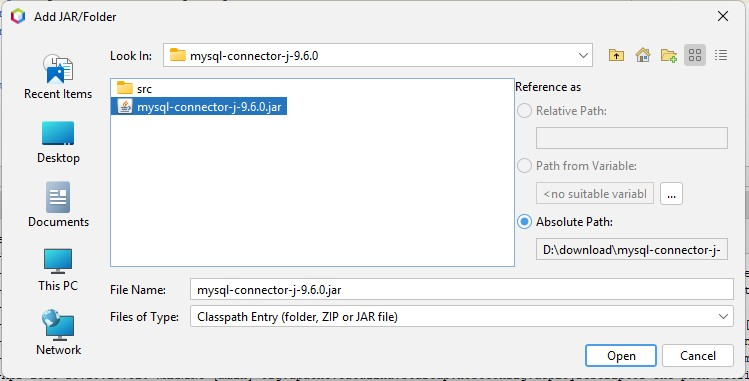 Add JAR/Folder
Look In: mysql-connector-j-9.6.0
Recent Items
Desktop
Documents
This PC
Network
src
mysql-connector-j-9.6.0.jar
Reference as
Relative Path:
Path from Variable:
<no suitable variabl
...
Absolute Path:
D:\download\mysql-connector-j-
File Name: mysql-connector-j-9.6.0.jar
Files of Type: Classpath Entry (folder, ZIP or JAR file)
Open
Cancel